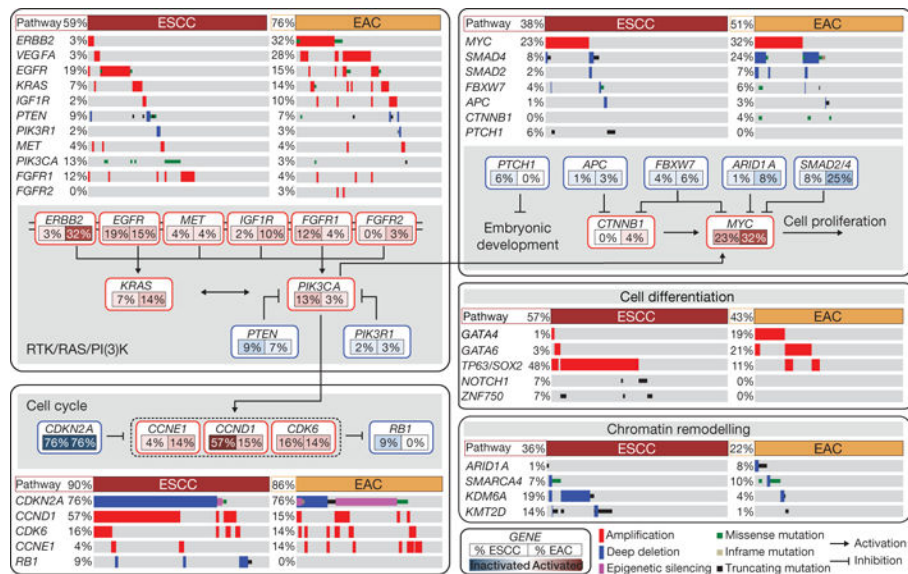 Pathway 59% ESCC 76% EAC
ERBB2 3% 32%
VEGFA 3% 28%
EGFR 19% 15%
KRAS 7% 14%
IGF1R 2% 10%
PTEN 9% 7%
PIK3R1 2% 3%
MET 4% 4%
PIK3CA 13% 3%
FGFR1 12% 4%
FGFR2 0% 3%
ERBB2 EGFR MET IGF1R FGFR1 FGFR2
3% 32% 19% 15% 4% 4% 2% 10% 12% 4% 0% 3%
KRAS PIK3CA
7% 14% 13% 3%
PTEN PIK3R1
9% 7% 2% 3%
RTK/RAS/PI(3)K
Cell cycle
CDKN2A CCNE1 CCND1 CDK6 RB1
76% 76% 4% 14% 57% 15% 16% 14% 9% 0%
Pathway 90% ESCC 86% EAC
CDKN2A 76% 76%
CCND1 57% 15%
CDK6 16% 14%
CCNE1 4% 14%
RB1 9% 0%
Pathway 38% ESCC 51% EAC
MYC 23% 32%
SMAD4 8% 24%
SMAD2 2% 7%
FBXW7 4% 6%
APC 1% 3%
CTNNB1 0% 4%
PTCH1 6% 0%
PTCH1 APC FBXW7 ARID1A SMAD2/4
6% 0% 1% 3% 4% 6% 1% 8% 8% 25%
Embryonic
development
CTNNB1 MYC Cell proliferation
0% 4% 23% 32%
Cell differentiation
Pathway 57% ESCC 43% EAC
GATA4 1% 19%
GATA6 3% 21%
TP63/SOX2 48% 11%
NOTCH1 7% 0%
ZNF750 7% 0%
Chromatin remodelling
Pathway 36% ESCC 22% EAC
ARID1A 1% 8%
SMARCA4 7% 10%
KDM6A 19% 4%
KMT2D 14% 1%
GENE
% ESCC % EAC
Inactivated Activated
Amplification
Deep deletion
Epigenetic silencing
Missense mutation
Inframe mutation
Truncating mutation
Activation
Inhibition